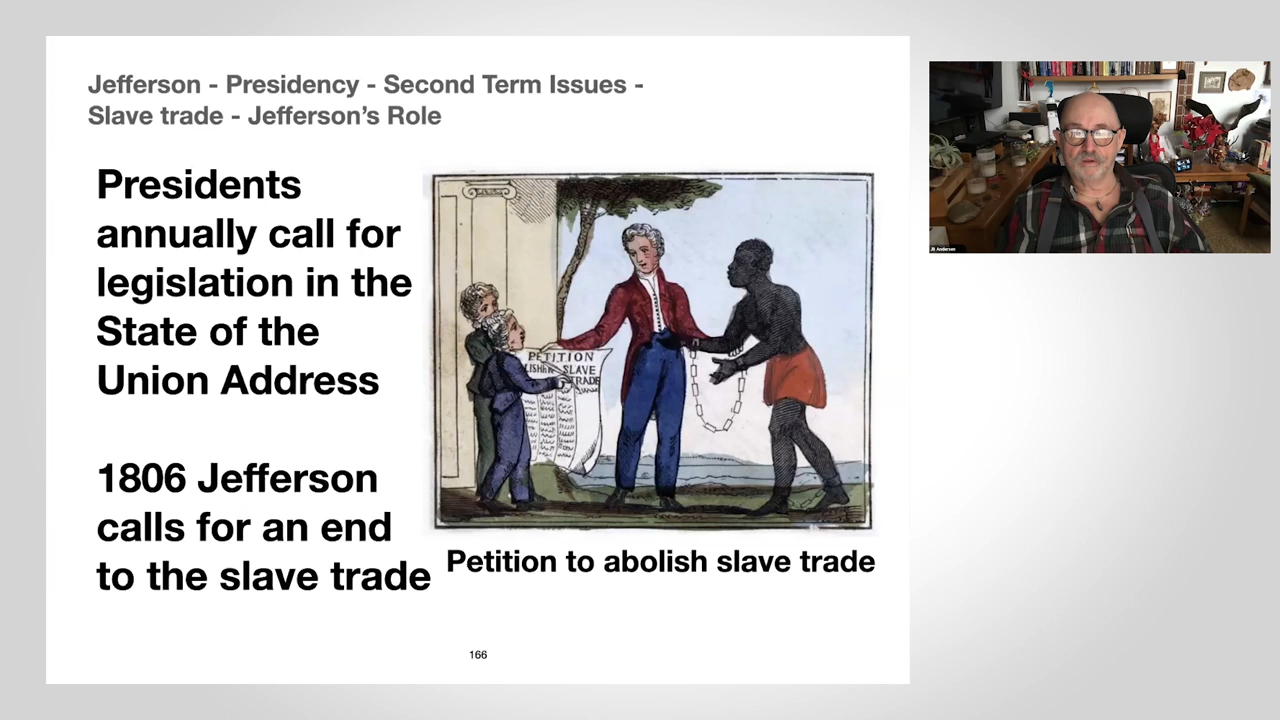 Jefferson - Presidency - Second Term Issues -
Slave trade - Jefferson's Role
Presidents
annually call for
legislation in the
State of the
Union Address
1806 Jefferson
calls for an end
to the slave trade
PETITION
SLAVE
TRADE
Petition to abolish slave trade
166
JB Andersen